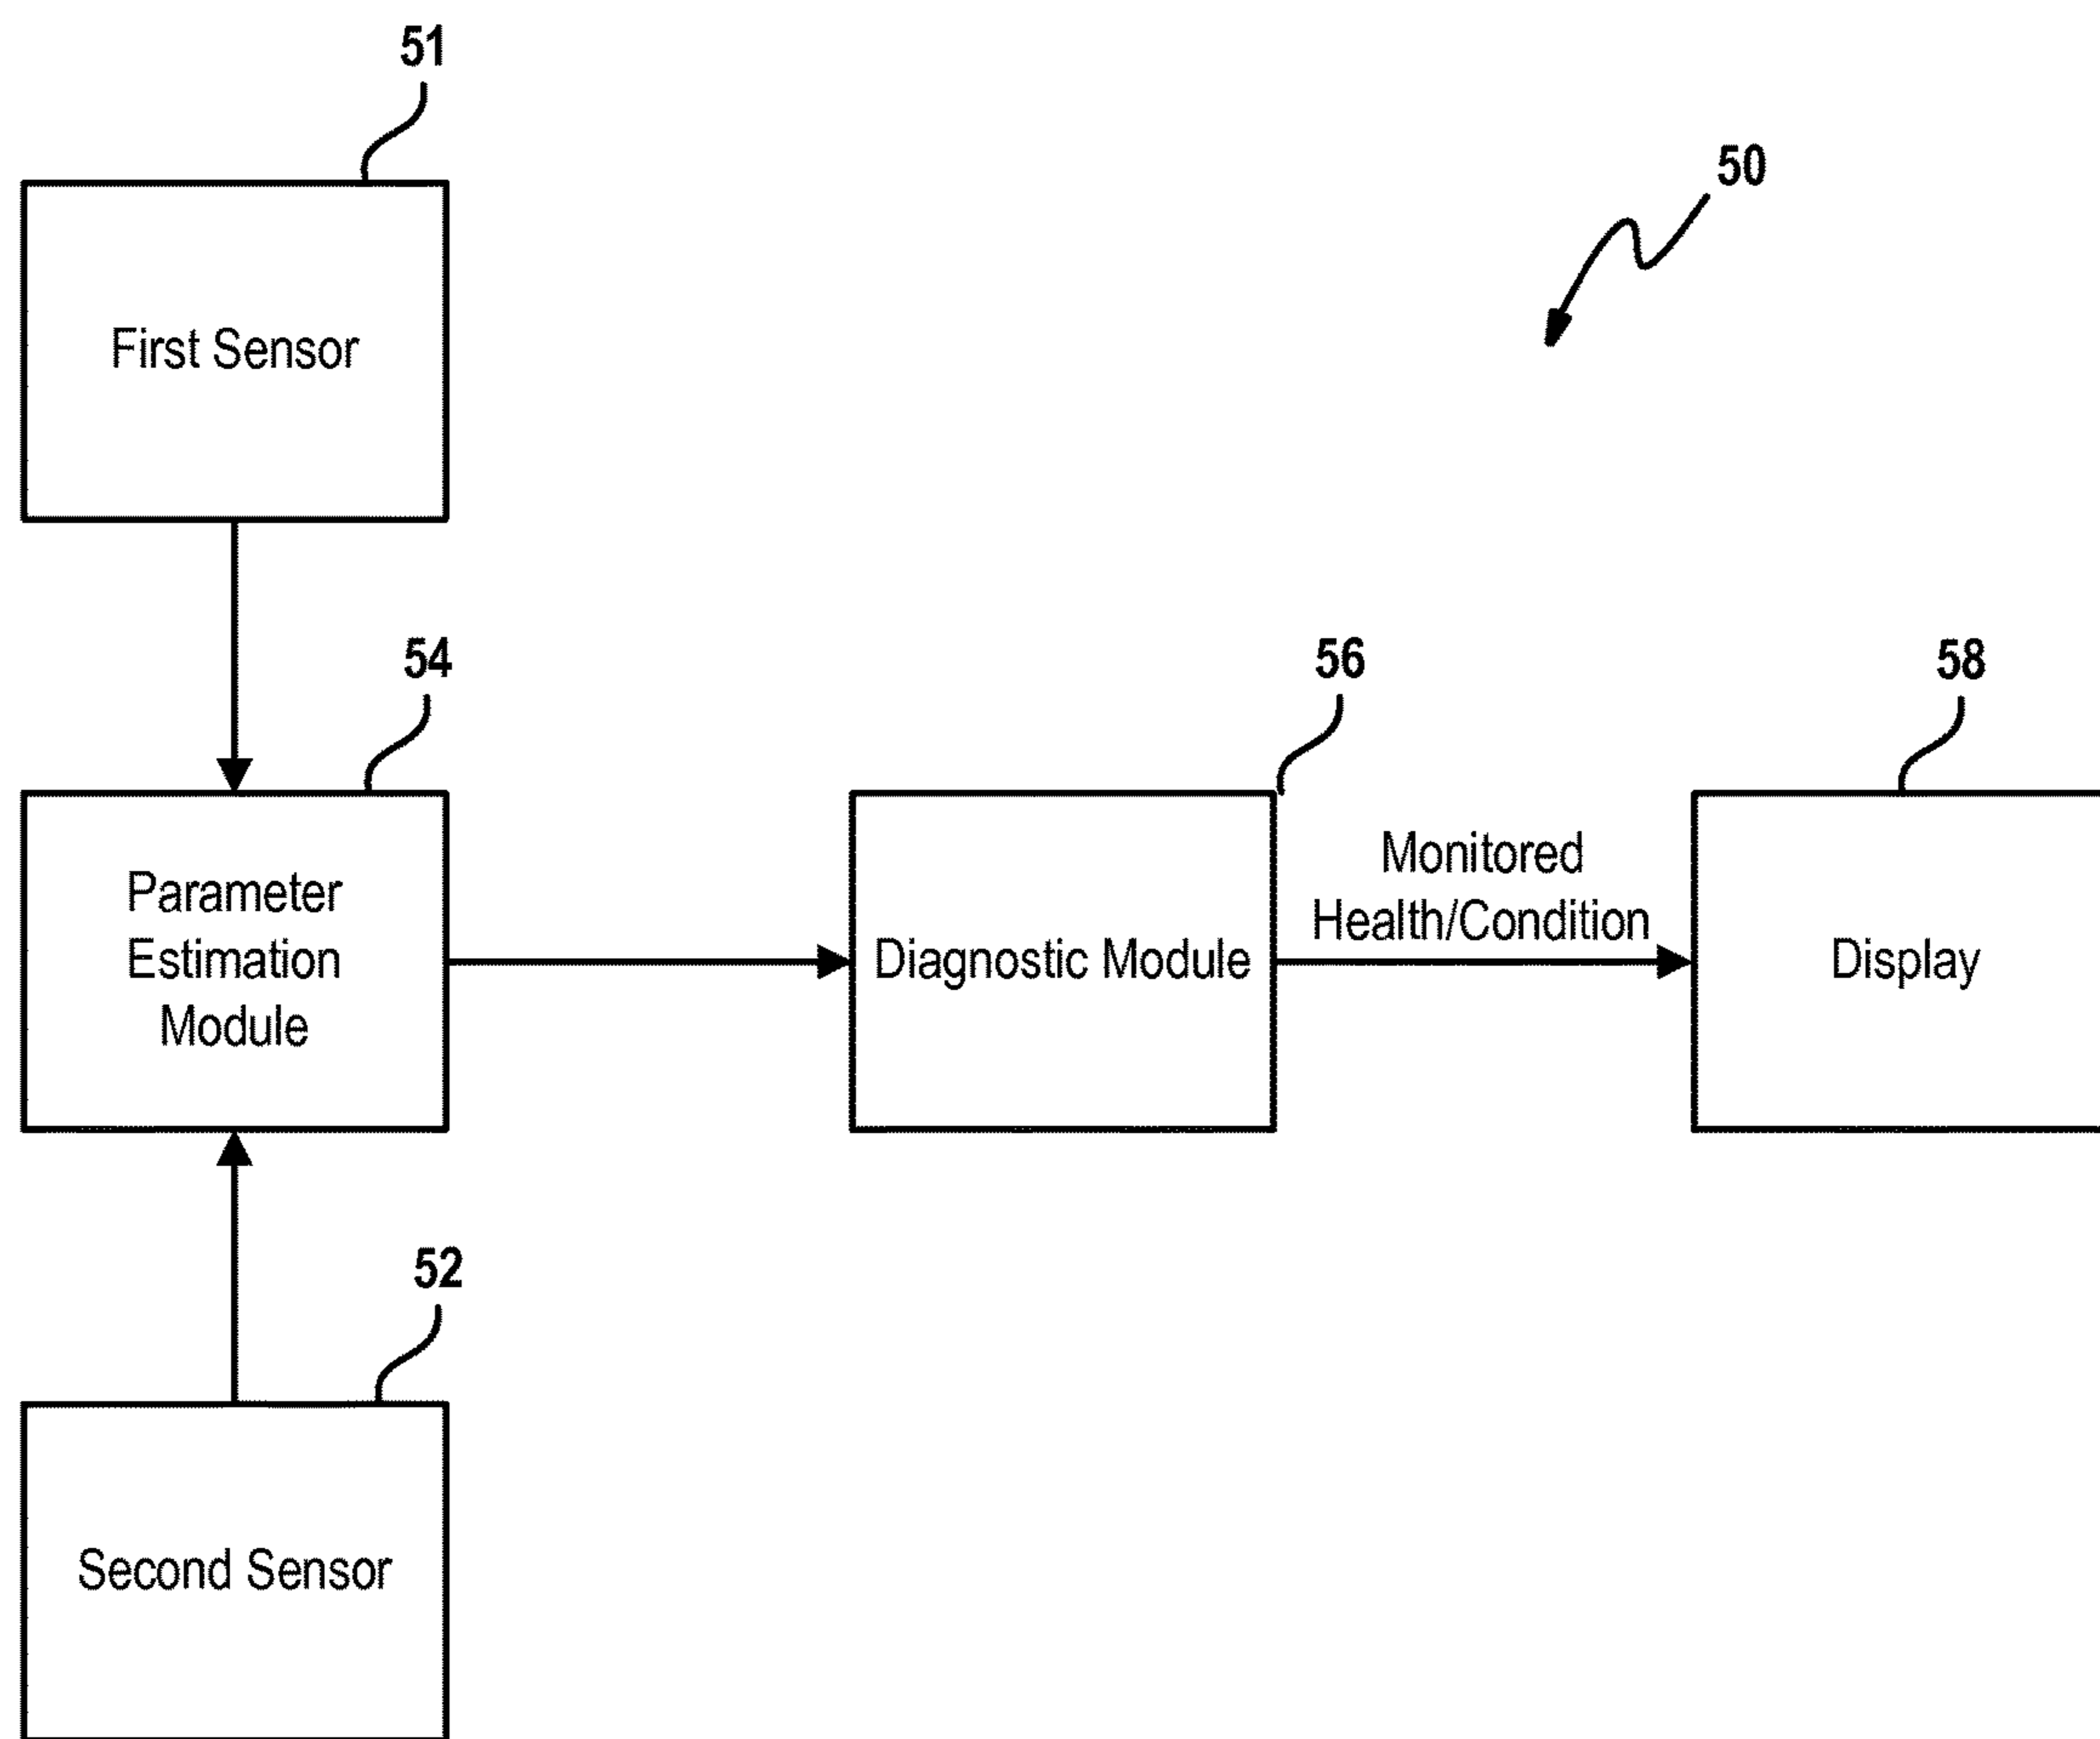 51
50
First Sensor
54
56
58
Parameter
Estimation
Module
Diagnostic Module
Monitored
Health/Condition
Display
52
Second Sensor